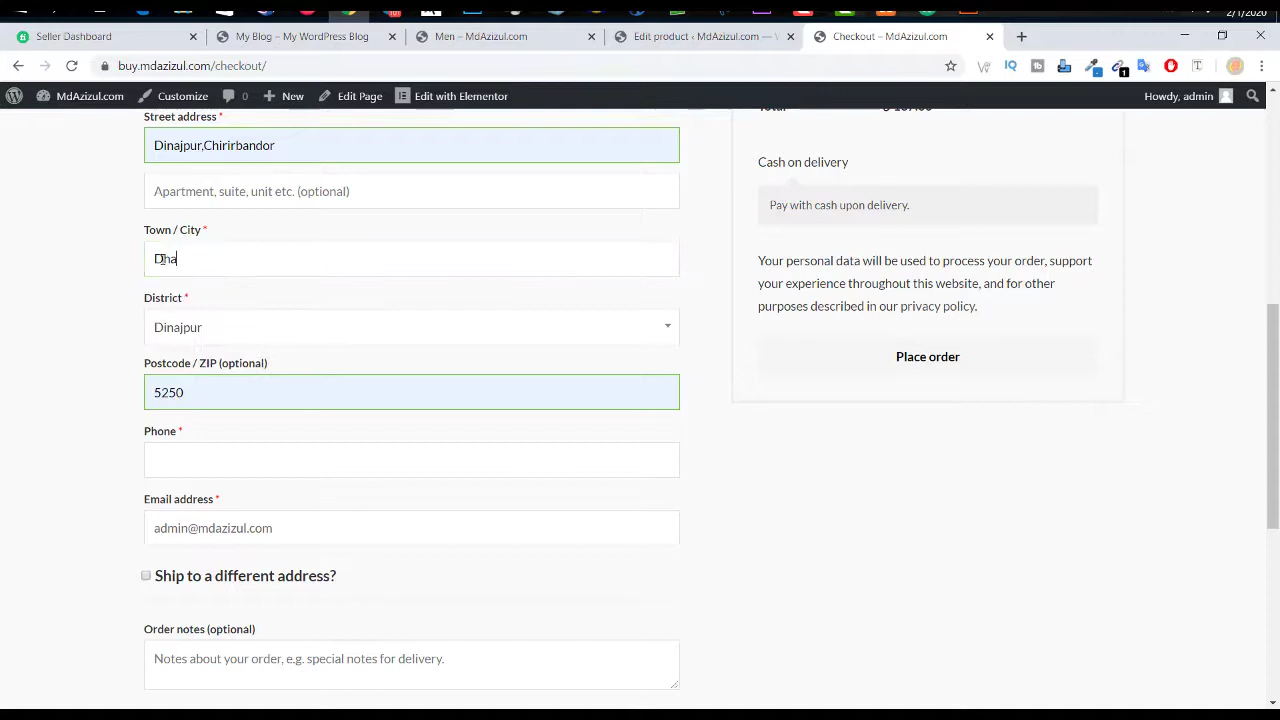 2/1/2020
Seller Dashboard
My Blog – My WordPress Blog
Men – MdAzizul.com
Edit product ‹ MdAzizul.com —
Checkout – MdAzizul.com
buy.mdazizul.com/checkout/
MdAzizul.com
Customize
0
New
Edit Page
Edit with Elementor
Howdy, admin
Street address *
Dinajpur,Chirirbandor
Apartment, suite, unit etc. (optional)
Town / City *
Dha
District *
Dinajpur
Postcode / ZIP (optional)
5250
Phone *
Email address *
admin@mdazizul.com
Ship to a different address?
Order notes (optional)
Notes about your order, e.g. special notes for delivery.
Cash on delivery
Pay with cash upon delivery.
Your personal data will be used to process your order, support
your experience throughout this website, and for other
purposes described in our privacy policy.
Place order